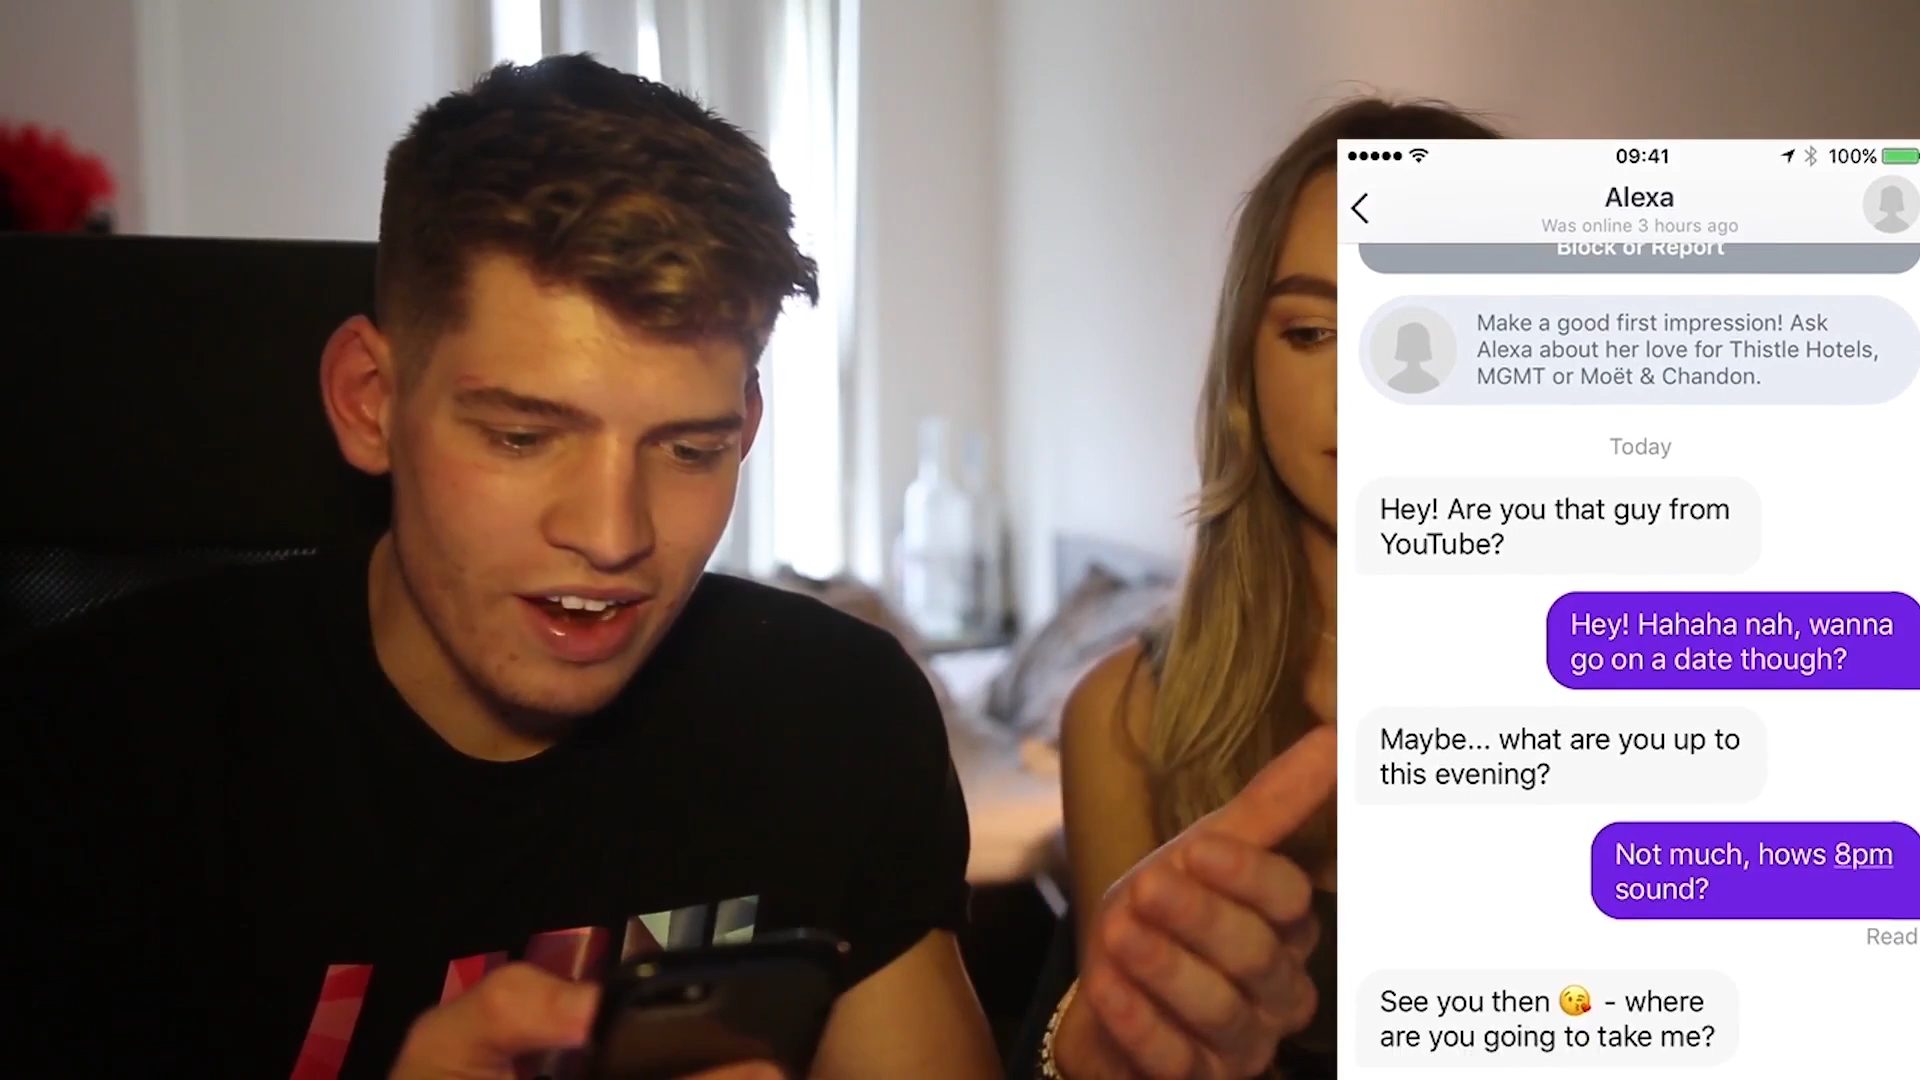 09:41
100%
Alexa
Was online 3 hours ago
Block or Report
Make a good first impression! Ask
Alexa about her love for Thistle Hotels,
MGMT or Moët & Chandon.
Today
Hey! Are you that guy from
YouTube?
Hey! Hahaha nah, wanna
go on a date though?
Maybe... what are you up to
this evening?
Not much, hows 8pm
sound?
Read
See you then 😘 - where
are you going to take me?